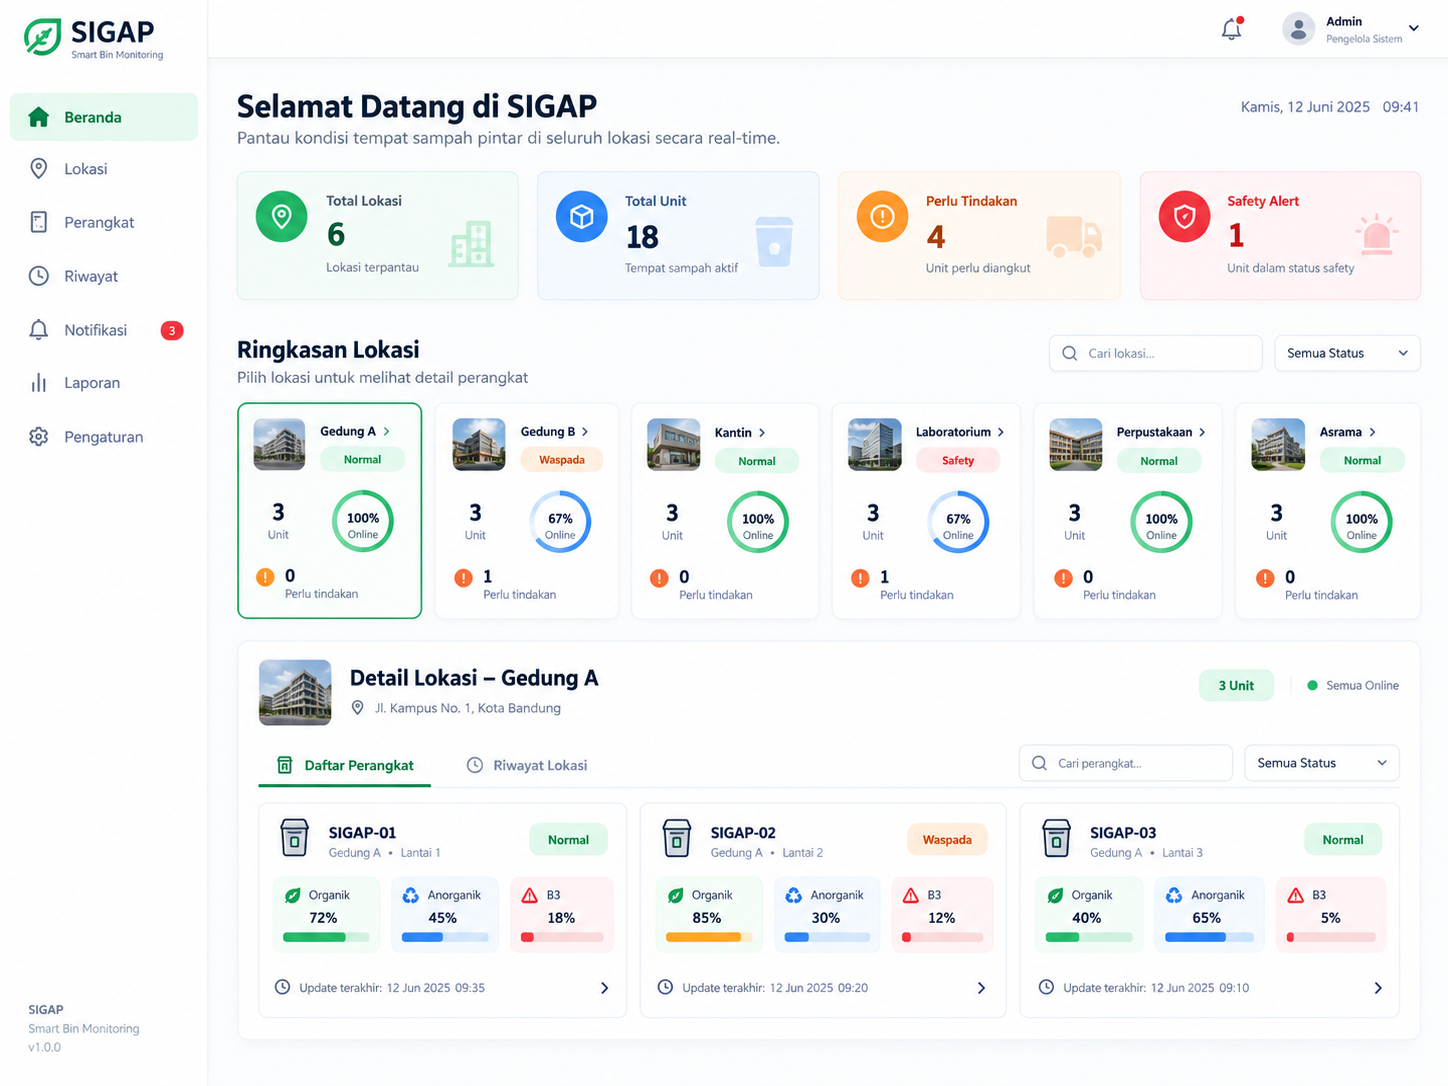 SIGAP
Smart Bin Monitoring
Beranda
Lokasi
Perangkat
Riwayat
Notifikasi 3
Laporan
Pengaturan
SIGAP
Smart Bin Monitoring
v1.0.0
Admin
Pengelola Sistem
Selamat Datang di SIGAP
Pantau kondisi tempat sampah pintar di seluruh lokasi secara real-time.
Kamis, 12 Juni 2025 09:41
Total Lokasi
6
Lokasi terpantau
Total Unit
18
Tempat sampah aktif
Perlu Tindakan
4
Unit perlu diangkut
Safety Alert
1
Unit dalam status safety
Ringkasan Lokasi
Pilih lokasi untuk melihat detail perangkat
Cari lokasi...
Semua Status
Gedung A
Normal
3
Unit
100%
Online
0
Perlu tindakan
Gedung B
Waspada
3
Unit
67%
Online
1
Perlu tindakan
Kantin
Normal
3
Unit
100%
Online
0
Perlu tindakan
Laboratorium
Safety
3
Unit
67%
Online
1
Perlu tindakan
Perpustakaan
Normal
3
Unit
100%
Online
0
Perlu tindakan
Asrama
Normal
3
Unit
100%
Online
0
Perlu tindakan
Detail Lokasi – Gedung A
Jl. Kampus No. 1, Kota Bandung
3 Unit
Semua Online
Daftar Perangkat
Riwayat Lokasi
Cari perangkat...
Semua Status
SIGAP-01
Gedung A • Lantai 1
Normal
Organik
72%
Anorganik
45%
B3
18%
Update terakhir: 12 Jun 2025 09:35
SIGAP-02
Gedung A • Lantai 2
Waspada
Organik
85%
Anorganik
30%
B3
12%
Update terakhir: 12 Jun 2025 09:20
SIGAP-03
Gedung A • Lantai 3
Normal
Organik
40%
Anorganik
65%
B3
5%
Update terakhir: 12 Jun 2025 09:10